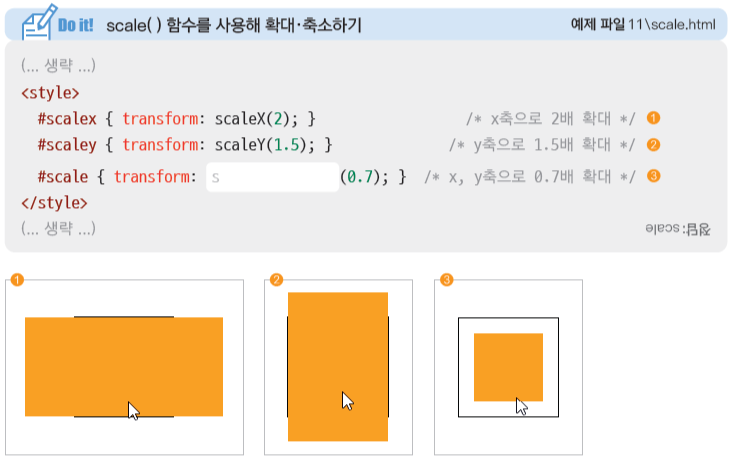 Do it! scale( ) 함수를 사용해 확대·축소하기 예제 파일 11\scale.html
(... 생략 ...)
<style>
#scalex { transform: scaleX(2); } /* x축으로 2배 확대 */ 1
#scaley { transform: scaleY(1.5); } /* y축으로 1.5배 확대 */ 2
#scale { transform: s (0.7); } /* x, y축으로 0.7배 확대 */ 3
</style>
(... 생략 ...) 정답: scale
1 2 3